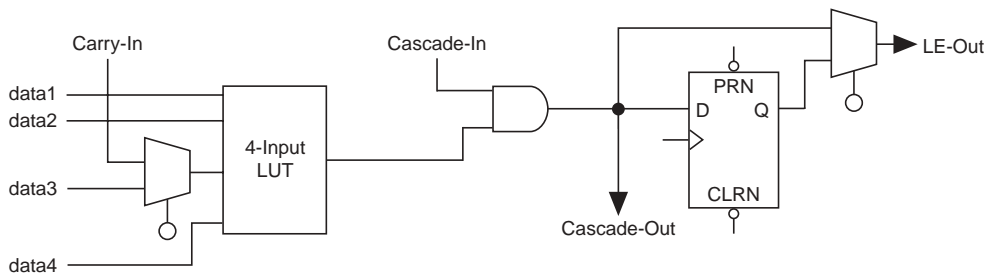 Carry-In
Cascade-In
LE-Out
data1
data2
data3
data4
4-Input
LUT
PRN
D
Q
CLRN
Cascade-Out